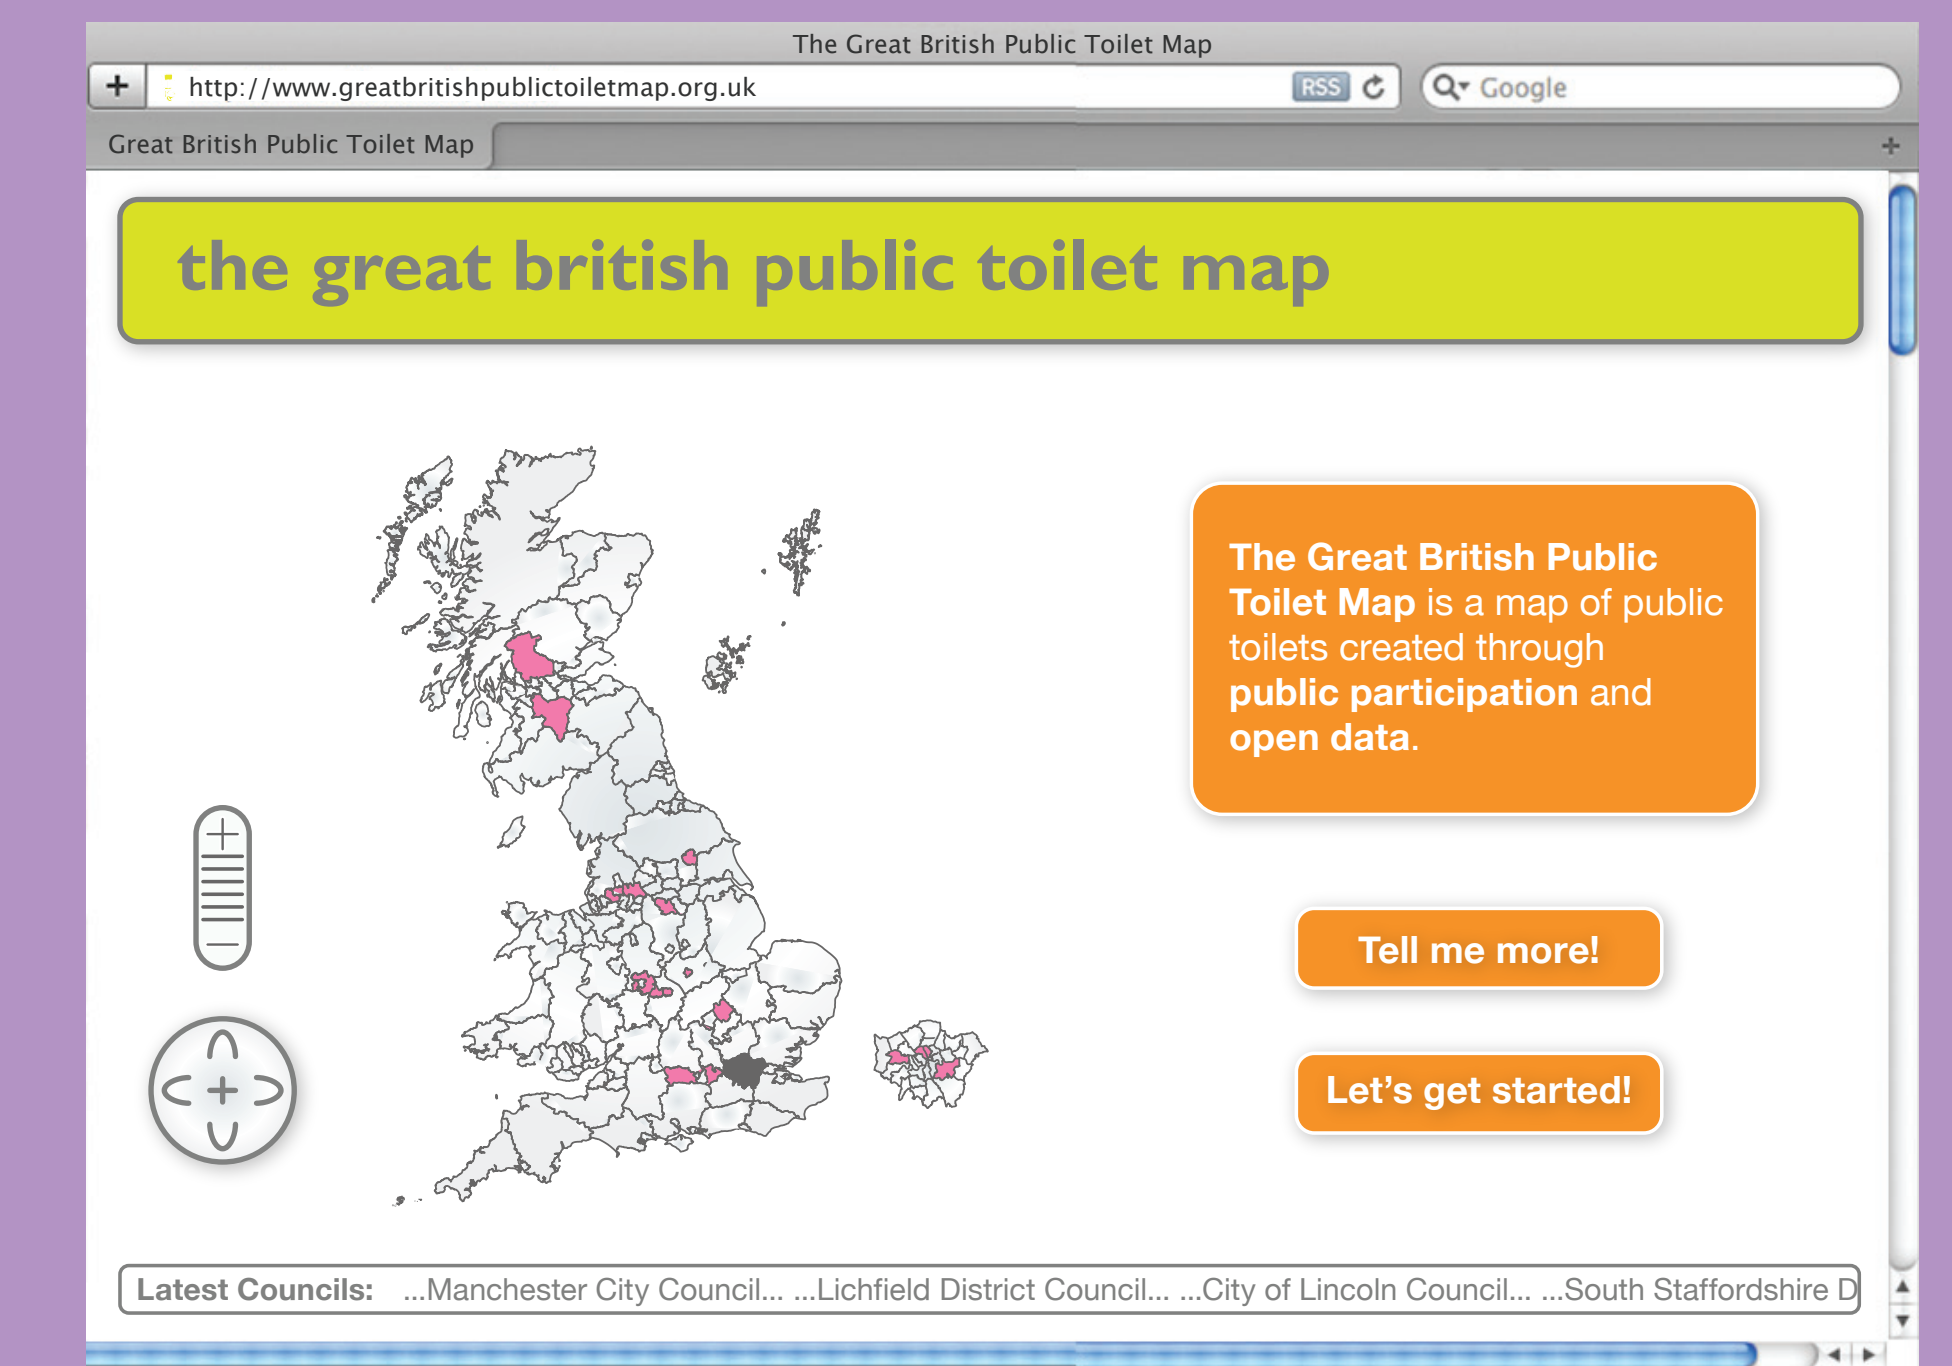 The Great British Public Toilet Map
+ http://www.greatbritishpublictoiletmap.org.uk RSS Google
Great British Public Toilet Map +
the great british public toilet map
The Great British Public
Toilet Map is a map of public
toilets created through
public participation and
open data.
Tell me more!
Let's get started!
Latest Councils: ...Manchester City Council... ...Lichfield District Council... ...City of Lincoln Council... ...South Staffordshire D